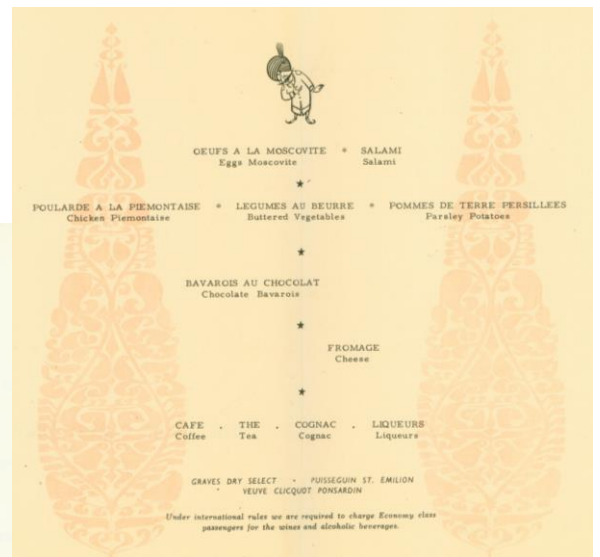 OEUFS A LA MOSCOVITE * SALAMI
Eggs Moscovite Salami
★
POULARDE A LA PIEMONTAISE * LEGUMES AU BEURRE * POMMES DE TERRE PERSILLEES
Chicken Piemontaise Buttered Vegetables Parsley Potatoes
★
BAVAROIS AU CHOCOLAT
Chocolate Bavarois
★
FROMAGE
Cheese
★
CAFE . THE . COGNAC . LIQUEURS
Coffee Tea Cognac Liqueurs
GRAVES DRY SELECT * PUISSEGUIN ST. EMILION
* VEUVE CLICQUOT PONSARDIN
Under international rules we are required to charge Economy class
passengers for the wines and alcoholic beverages.